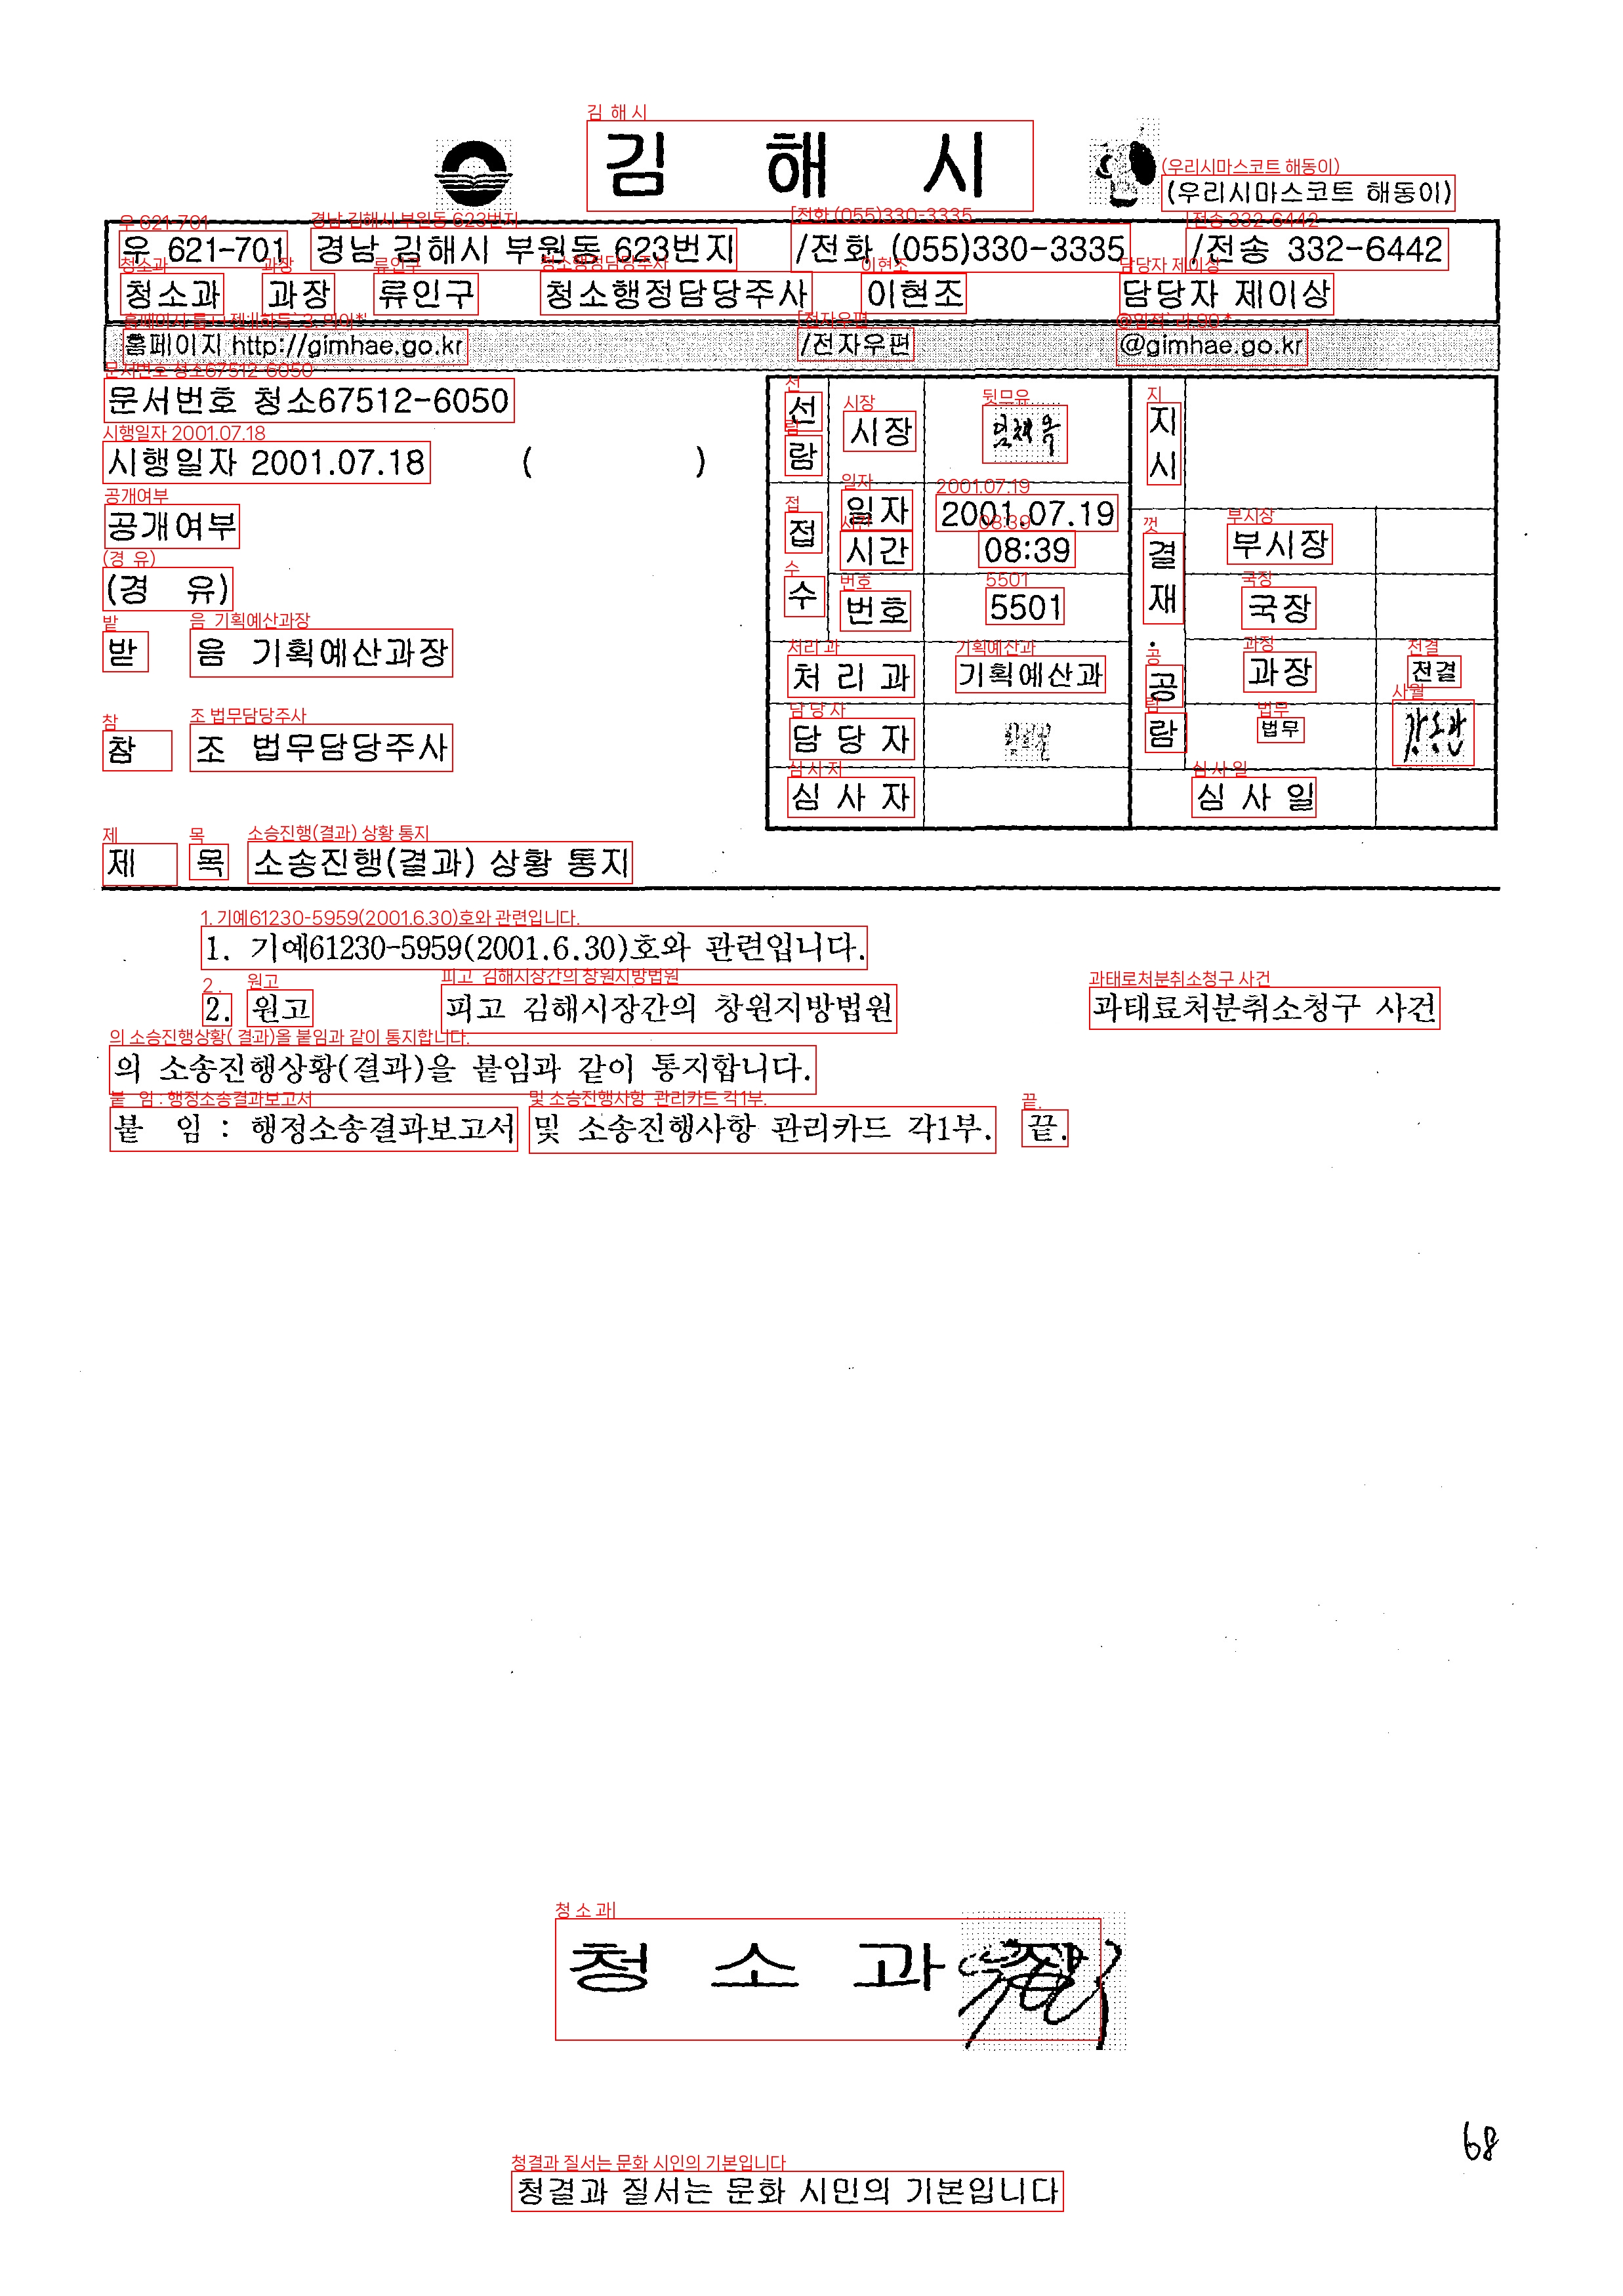 김 해 시
(우리시마스코트 해동이)
우 621-701 경남 김해시 부원동 623번지 /전화 (055)330-3335 /전송 332-6442
청소과 과장 류인구 청소행정담당주사 이현조 담당자 제이상
홈페이지 http://gimhae.go.kr /전자우편 @gimhae.go.kr
문서번호 청소67512-6050
시행일자 2001.07.18 ( )
공개여부
(경 유)
받 음 기획예산과장
참 조 법무담당주사
선람 시장 지시
접수 일자 2001.07.19
시간 08:39
번호 5501
결재·공람 부시장
국장
처리과 기획예산과 과장 전결
담당자 법무
심사자 심사일
제 목 소송진행(결과) 상황 통지
1. 기예61230-5959(2001.6.30)호와 관련입니다.
2. 원고 피고 김해시장간의 창원지방법원 과태료처분취소청구 사건
의 소송진행상황(결과)을 붙임과 같이 통지합니다.
붙 임 : 행정소송결과보고서 및 소송진행사항 관리카드 각1부. 끝.
청 소 과
68
청결과 질서는 문화 시민의 기본입니다